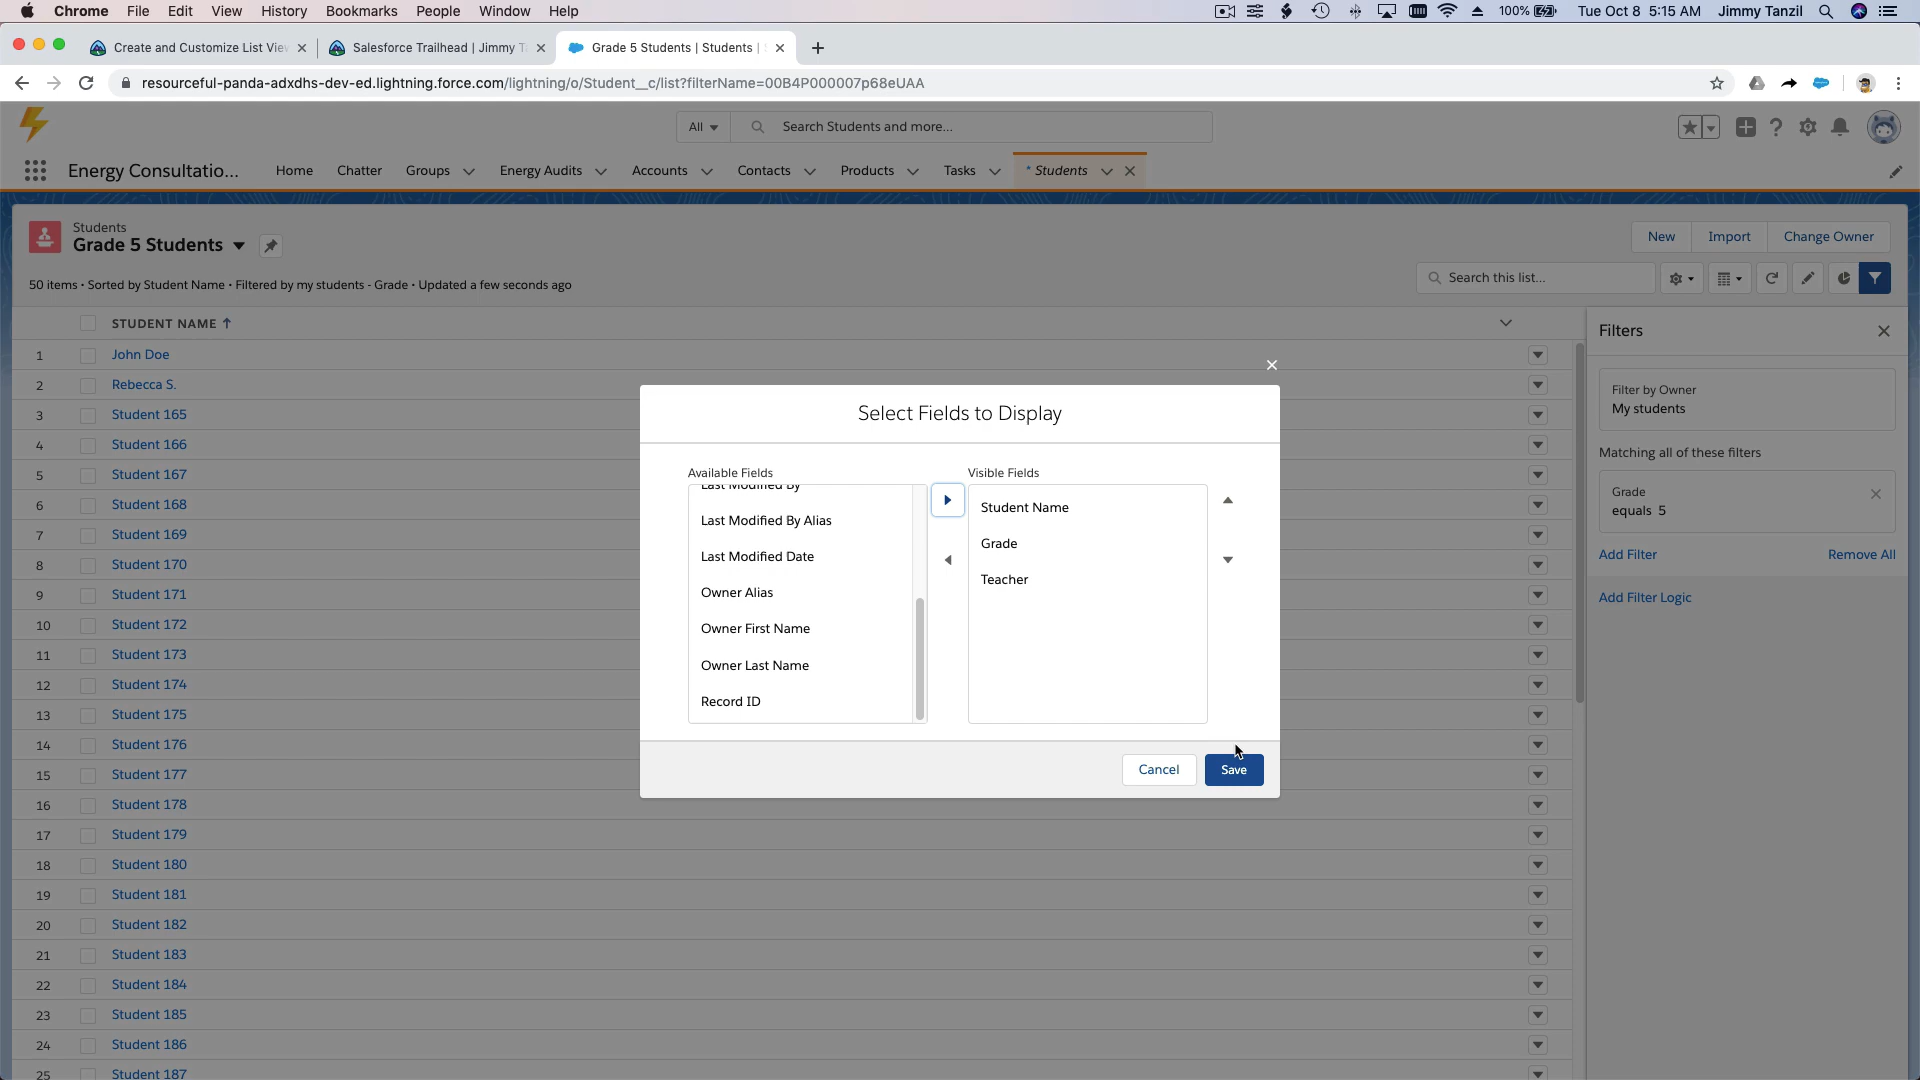 Chrome File Edit View History Bookmarks People Window Help 100% Tue Oct 8 5:15 AM Jimmy Tanzil
Create and Customize List Vie Salesforce Trailhead | Jimmy T Grade 5 Students | Students |
resourceful-panda-adxdhs-dev-ed.lightning.force.com/lightning/o/Student__c/list?filterName=00B4P000007p68eUAA
All Search Students and more...
Energy Consultatio... Home Chatter Groups Energy Audits Accounts Contacts Products Tasks * Students
Students
Grade 5 Students
New Import Change Owner
50 items • Sorted by Student Name • Filtered by my students - Grade • Updated a few seconds ago
Search this list...
STUDENT NAME
1 John Doe
2 Rebecca S.
3 Student 165
4 Student 166
5 Student 167
6 Student 168
7 Student 169
8 Student 170
9 Student 171
10 Student 172
11 Student 173
12 Student 174
13 Student 175
14 Student 176
15 Student 177
16 Student 178
17 Student 179
18 Student 180
19 Student 181
20 Student 182
21 Student 183
22 Student 184
23 Student 185
24 Student 186
25 Student 187
Select Fields to Display
Available Fields
Last Modified By
Last Modified By Alias
Last Modified Date
Owner Alias
Owner First Name
Owner Last Name
Record ID
Visible Fields
Student Name
Grade
Teacher
Cancel Save
Filters
Filter by Owner
My students
Matching all of these filters
Grade
equals 5
Add Filter Remove All
Add Filter Logic